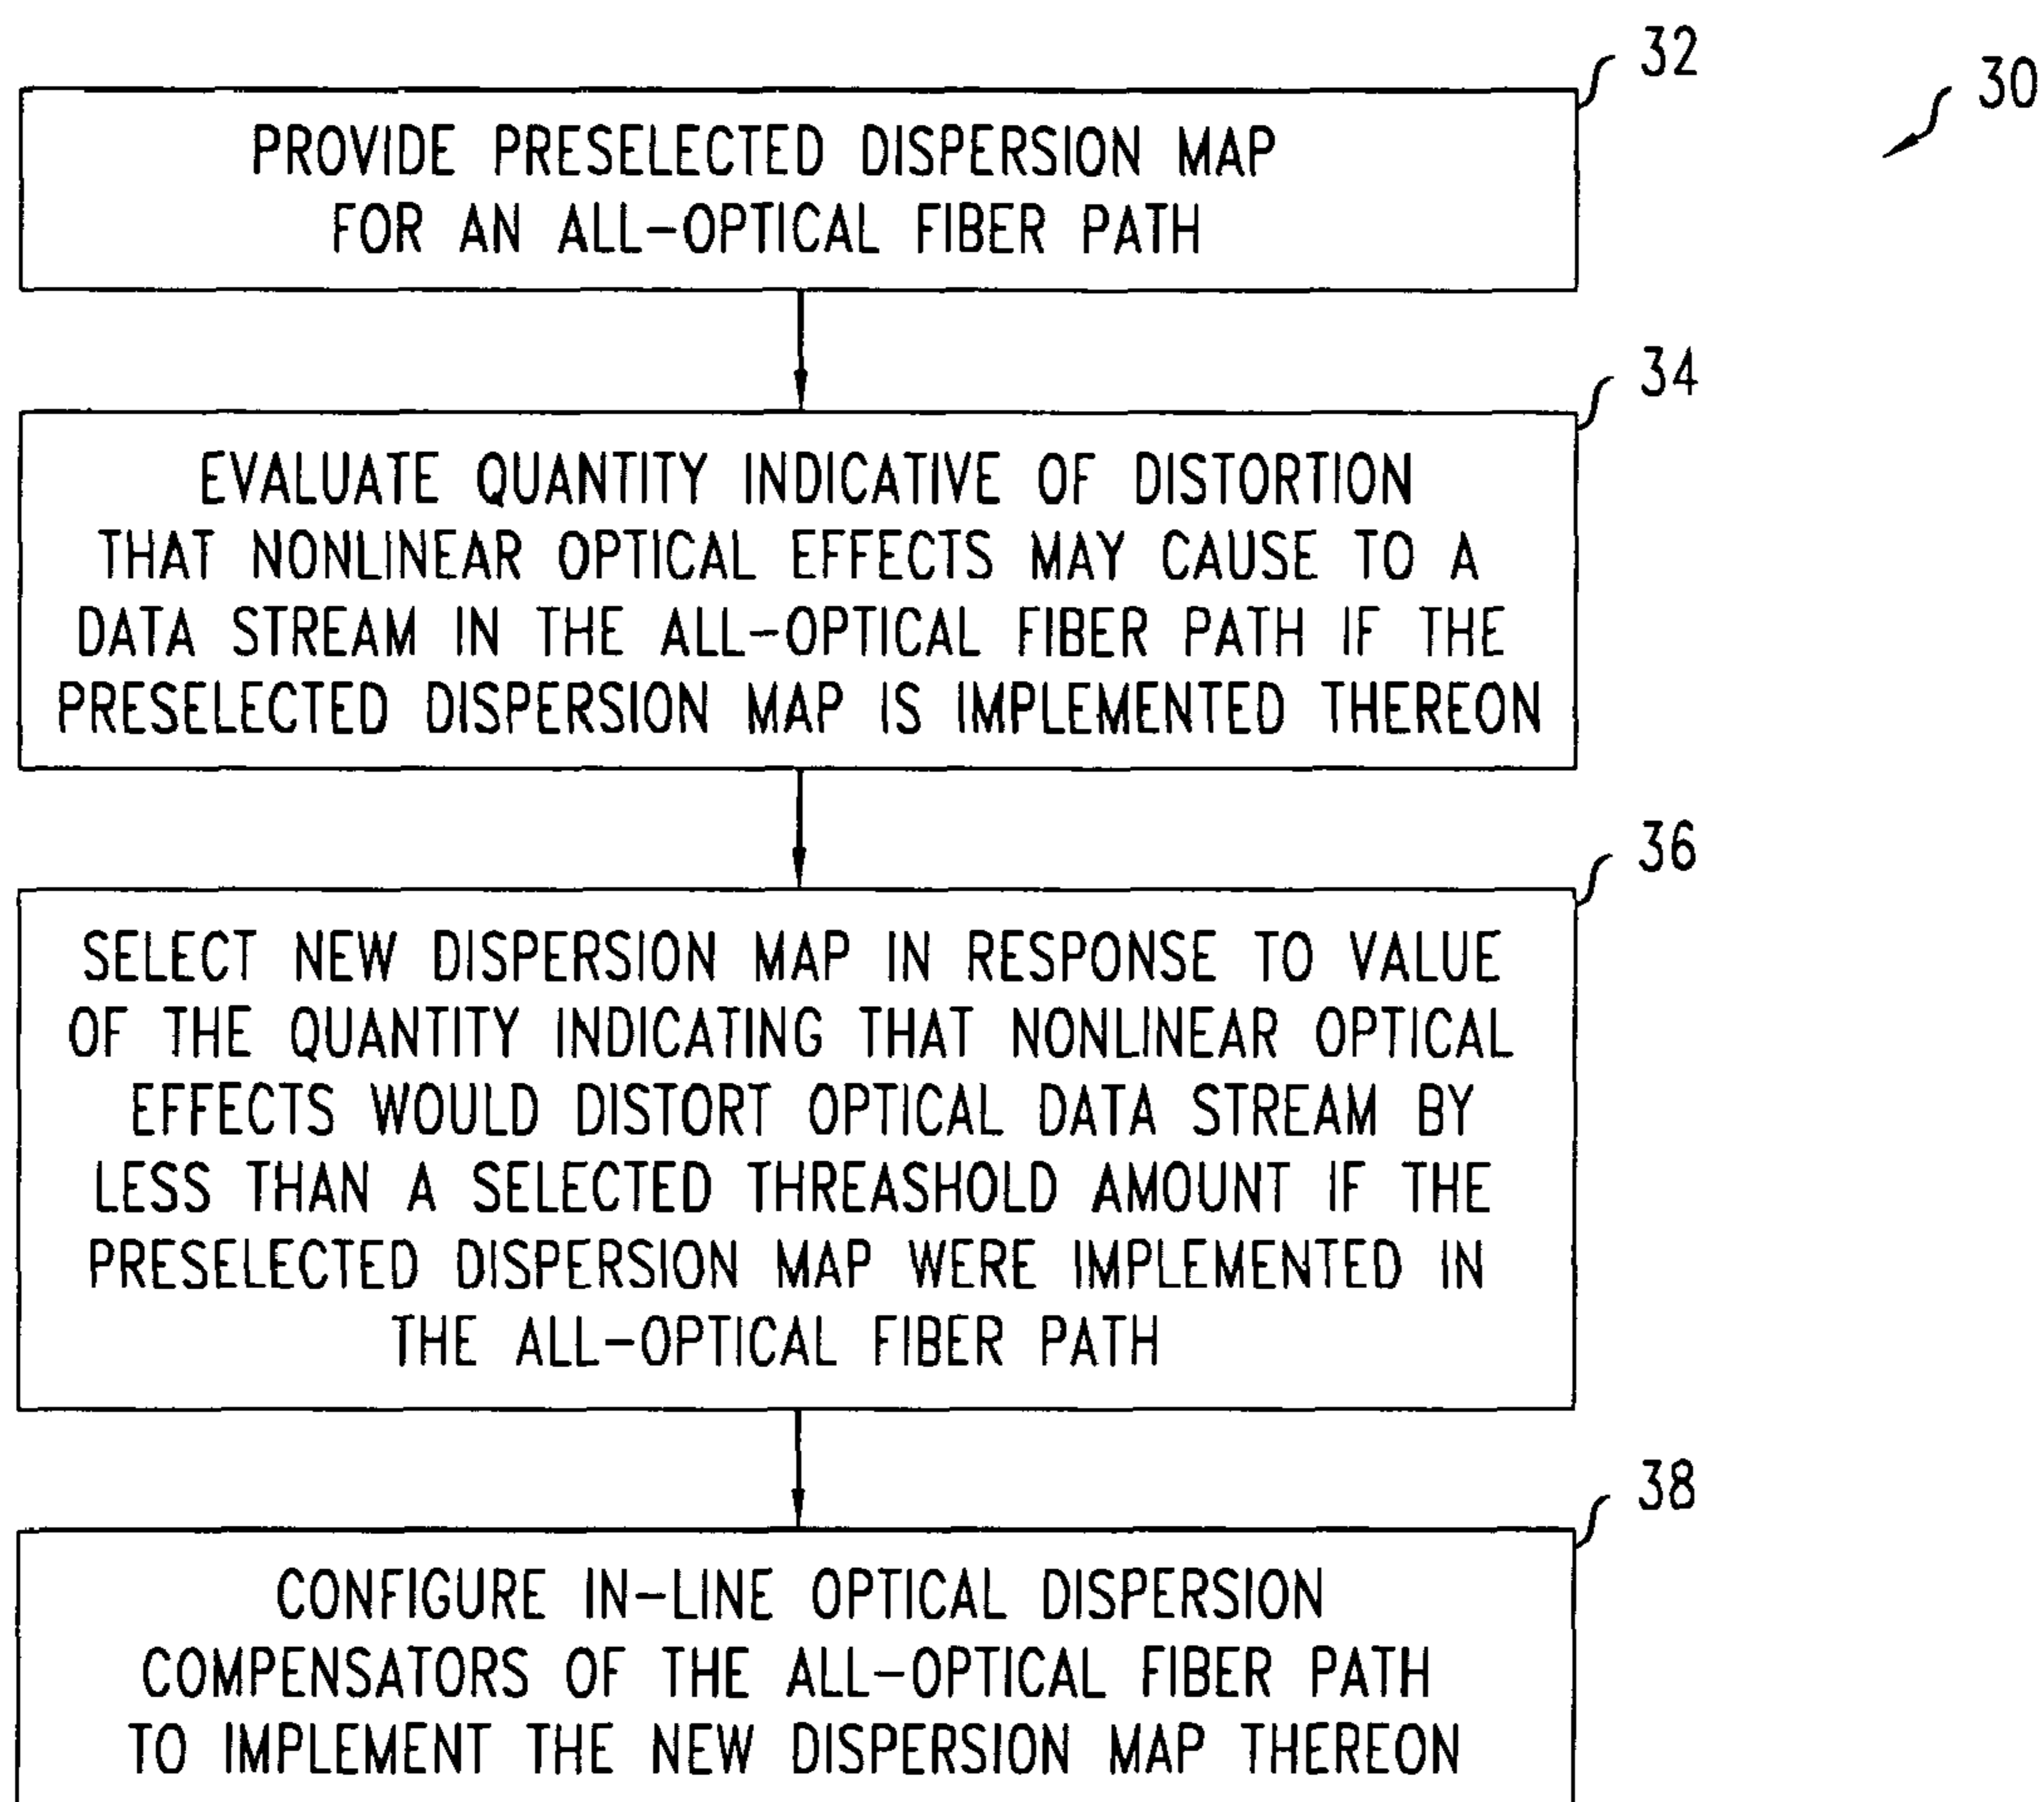 32
30
PROVIDE PRESELECTED DISPERSION MAP
FOR AN ALL-OPTICAL FIBER PATH
34
EVALUATE QUANTITY INDICATIVE OF DISTORTION
THAT NONLINEAR OPTICAL EFFECTS MAY CAUSE TO A
DATA STREAM IN THE ALL-OPTICAL FIBER PATH IF THE
PRESELECTED DISPERSION MAP IS IMPLEMENTED THEREON
36
SELECT NEW DISPERSION MAP IN RESPONSE TO VALUE
OF THE QUANTITY INDICATING THAT NONLINEAR OPTICAL
EFFECTS WOULD DISTORT OPTICAL DATA STREAM BY
LESS THAN A SELECTED THREASHOLD AMOUNT IF THE
PRESELECTED DISPERSION MAP WERE IMPLEMENTED IN
THE ALL-OPTICAL FIBER PATH
38
CONFIGURE IN-LINE OPTICAL DISPERSION
COMPENSATORS OF THE ALL-OPTICAL FIBER PATH
TO IMPLEMENT THE NEW DISPERSION MAP THEREON